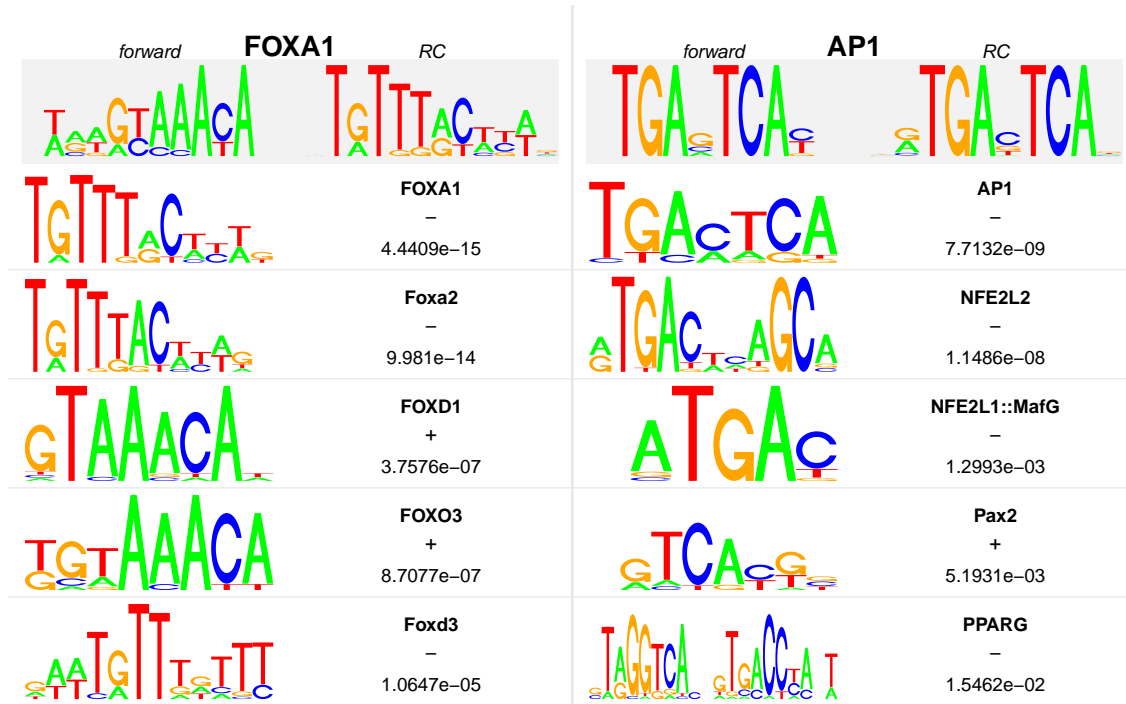 forward FOXA1 RC
forward AP1 RC
FOXA1
–
4.4409e−15
Foxa2
–
9.981e−14
FOXD1
+
3.7576e−07
FOXO3
+
8.7077e−07
Foxd3
–
1.0647e−05
AP1
–
7.7132e−09
NFE2L2
–
1.1486e−08
NFE2L1::MafG
–
1.2993e−03
Pax2
+
5.1931e−03
PPARG
–
1.5462e−02